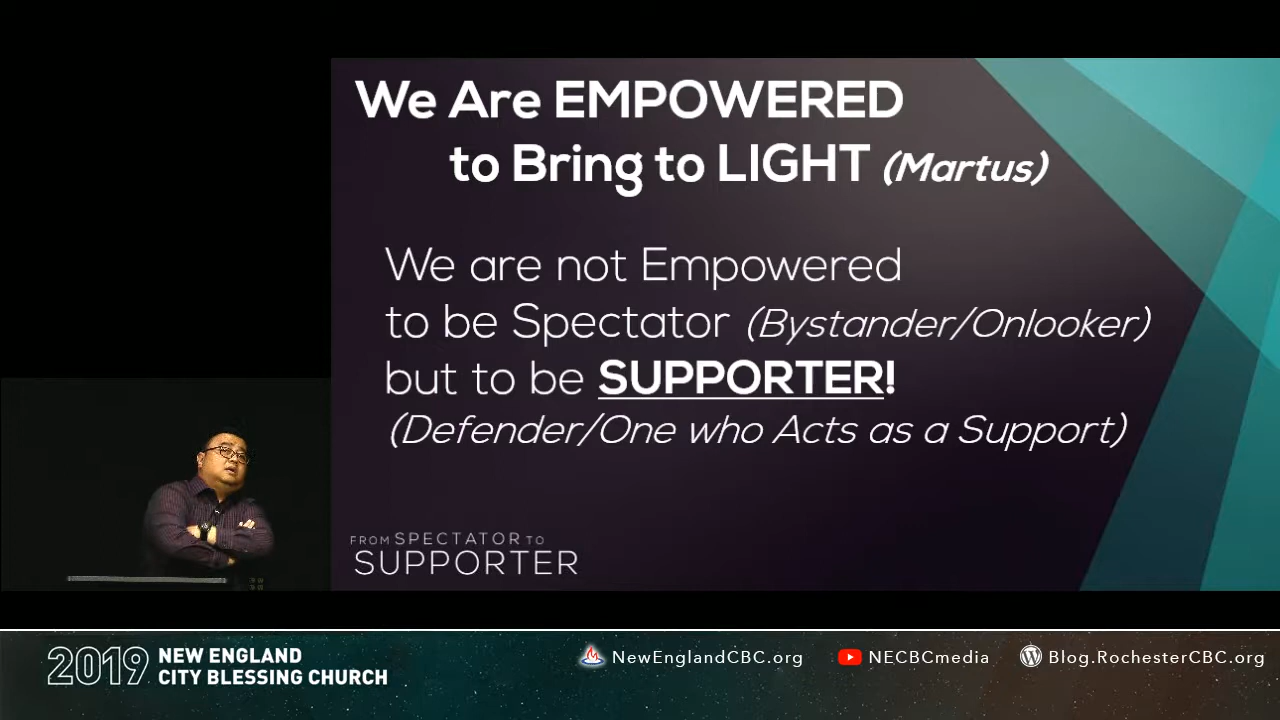 We Are EMPOWERED
to Bring to LIGHT (Martus)
We are not Empowered
to be Spectator (Bystander/Onlooker)
but to be SUPPORTER!
(Defender/One who Acts as a Support)
FROM SPECTATOR TO
SUPPORTER
2019 NEW ENGLAND
CITY BLESSING CHURCH
NewEnglandCBC.org
NECBCmedia
Blog.RochesterCBC.org